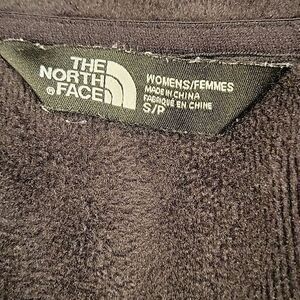 THE
NORTH
®FACE
WOMENS/FEMMES
MADE IN CHINA
FABRIQUÉ EN CHINE
S/P